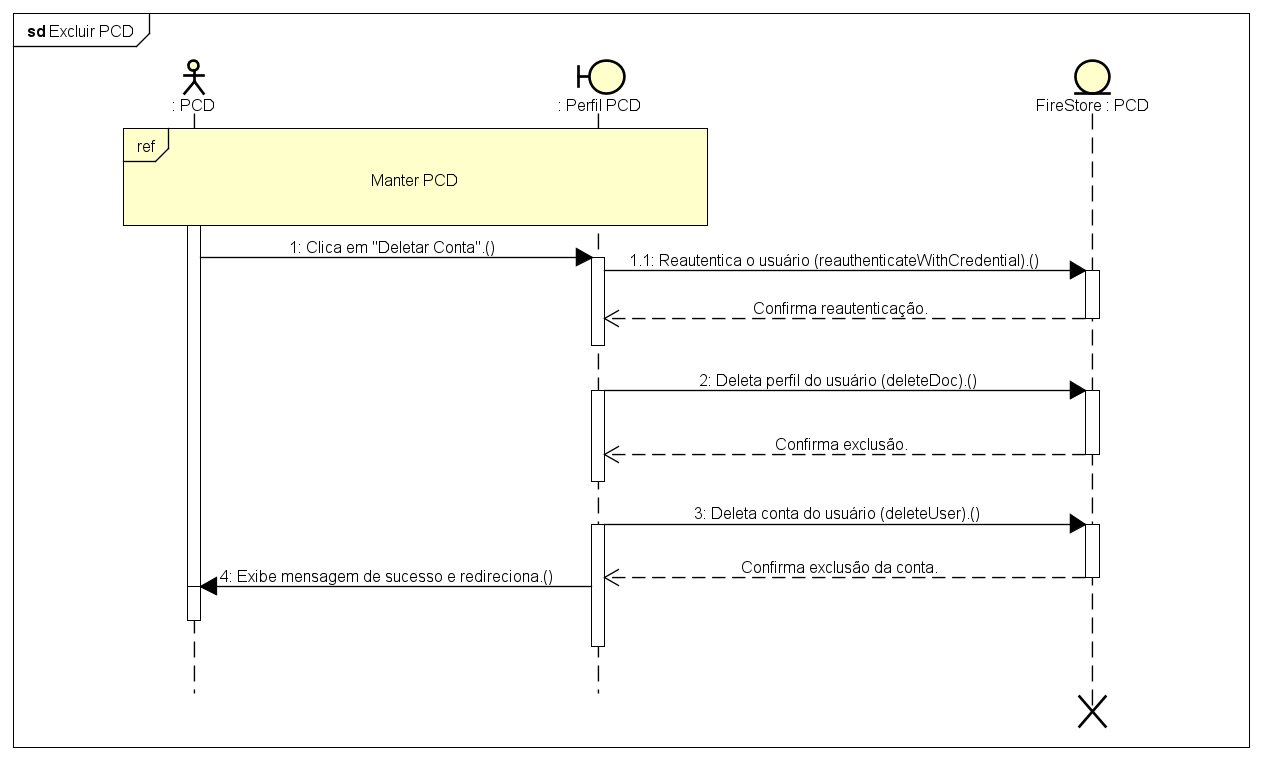 sd Excluir PCD
: PCD
: Perfil PCD
FireStore : PCD
ref
Manter PCD
1: Clica em "Deletar Conta".()
1.1: Reautentica o usuário (reauthenticateWithCredential).()
Confirma reautenticação.
2: Deleta perfil do usuário (deleteDoc).()
Confirma exclusão.
3: Deleta conta do usuário (deleteUser).()
Confirma exclusão da conta.
4: Exibe mensagem de sucesso e redireciona.()